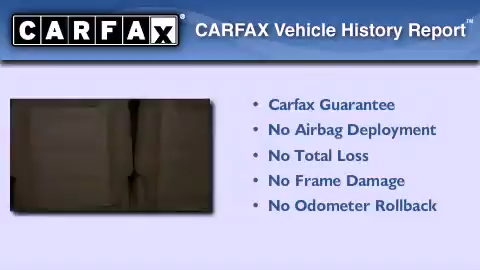 CARFAX® CARFAX Vehicle History Report™
• Carfax Guarantee
• No Airbag Deployment
• No Total Loss
• No Frame Damage
• No Odometer Rollback